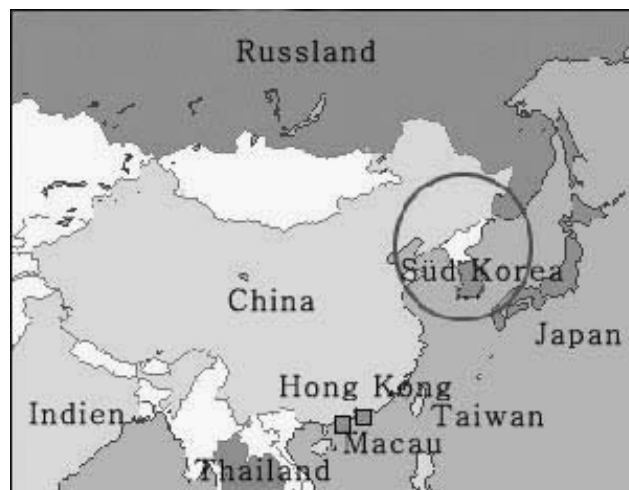 Russland
Süd Korea
China
Japan
Hong Kong
Indien
Taiwan
Macau
Thailand